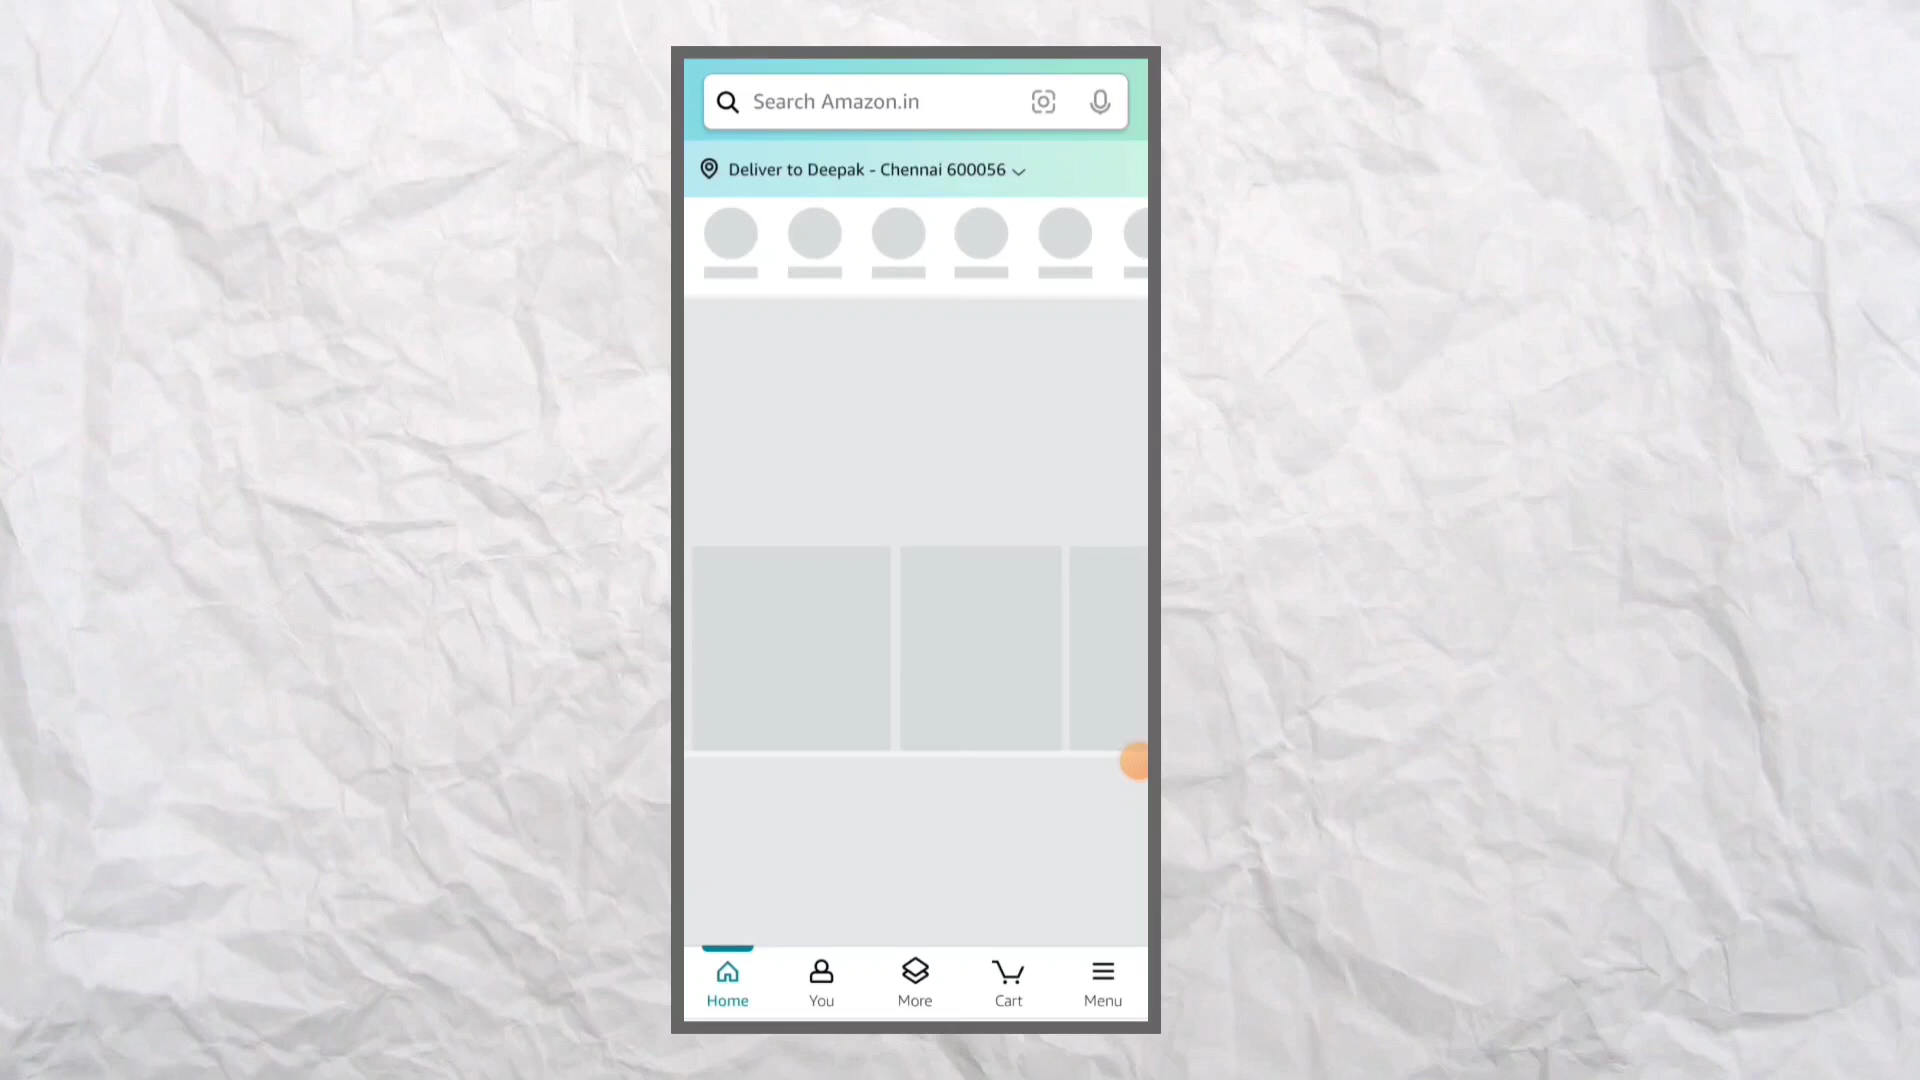 Search Amazon.in
Deliver to Deepak - Chennai 600056
Home
You
More
Cart
Menu